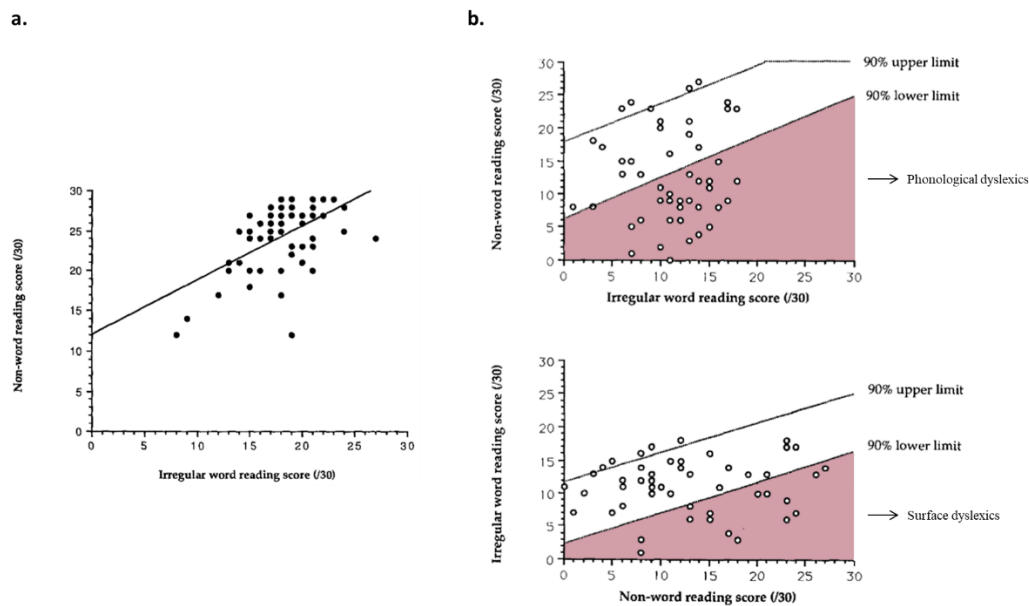 a.
b.
Non-word reading score (/30)
30
25
20
15
10
5
0
0 5 10 15 20 25 30
Irregular word reading score (/30)
Non-word reading score (/30)
30
25
20
15
10
5
0
0 5 10 15 20 25 30
Irregular word reading score (/30)
90% upper limit
90% lower limit
Phonological dyslexics
Irregular word reading score (/30)
30
25
20
15
10
5
0
0 5 10 15 20 25 30
Non-word reading score (/30)
90% upper limit
90% lower limit
Surface dyslexics